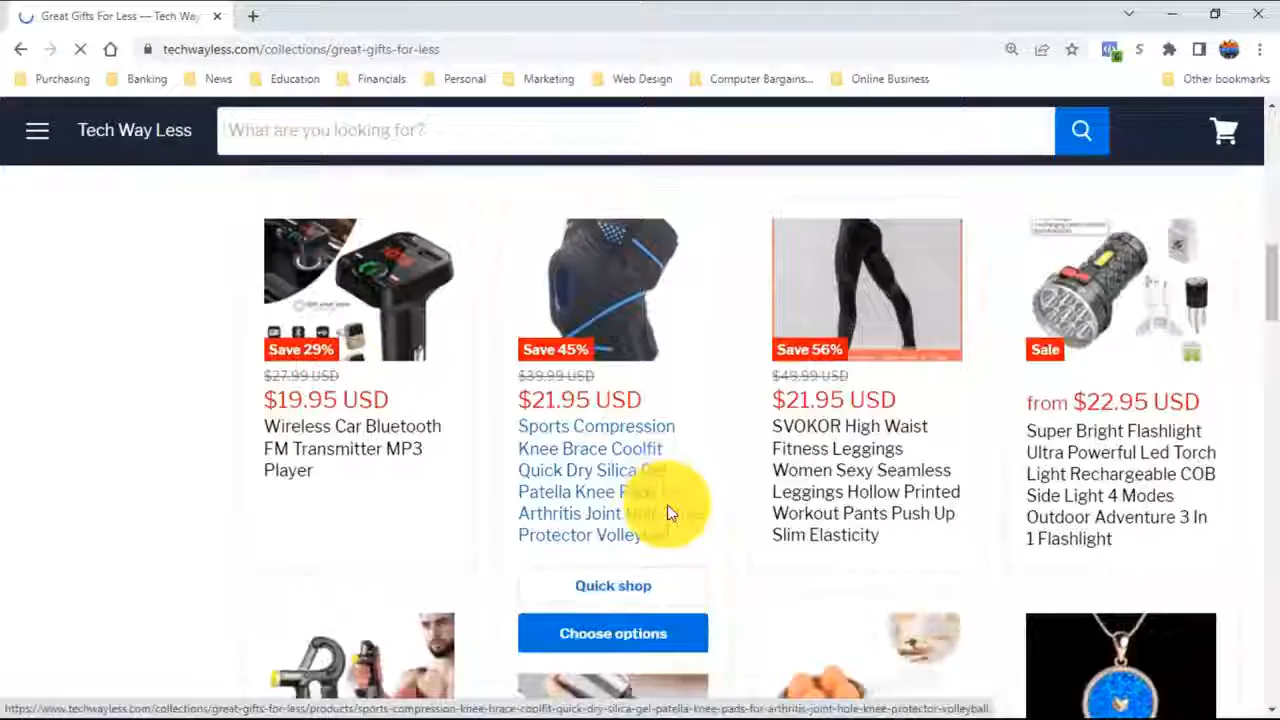 Great Gifts For Less — Tech Way
techwayless.com/collections/great-gifts-for-less
Purchasing
Banking
News
Education
Financials
Personal
Marketing
Web Design
Computer Bargains...
Online Business
Other bookmarks
Tech Way Less
What are you looking for?
Save 29%
$27.99 USD
$19.95 USD
Wireless Car Bluetooth
FM Transmitter MP3
Player
Save 45%
$39.99 USD
$21.95 USD
Sports Compression
Knee Brace Coolfit
Quick Dry Silica Gel
Patella Knee Pads
Arthritis Joint
Protector Volleyball
Quick shop
Choose options
Save 56%
$49.99 USD
$21.95 USD
SVOKOR High Waist
Fitness Leggings
Women Sexy Seamless
Leggings Hollow Printed
Workout Pants Push Up
Slim Elasticity
Sale
from $22.95 USD
Super Bright Flashlight
Ultra Powerful Led Torch
Light Rechargeable COB
Side Light 4 Modes
Outdoor Adventure 3 In
1 Flashlight
https://www.techwayless.com/collections/great-gifts-for-less/products/sports-compression-knee-brace-coolfit-quick-dry-silica-gel-patella-knee-pads-for-arthritis-joint-hole-knee-protector-volleyball